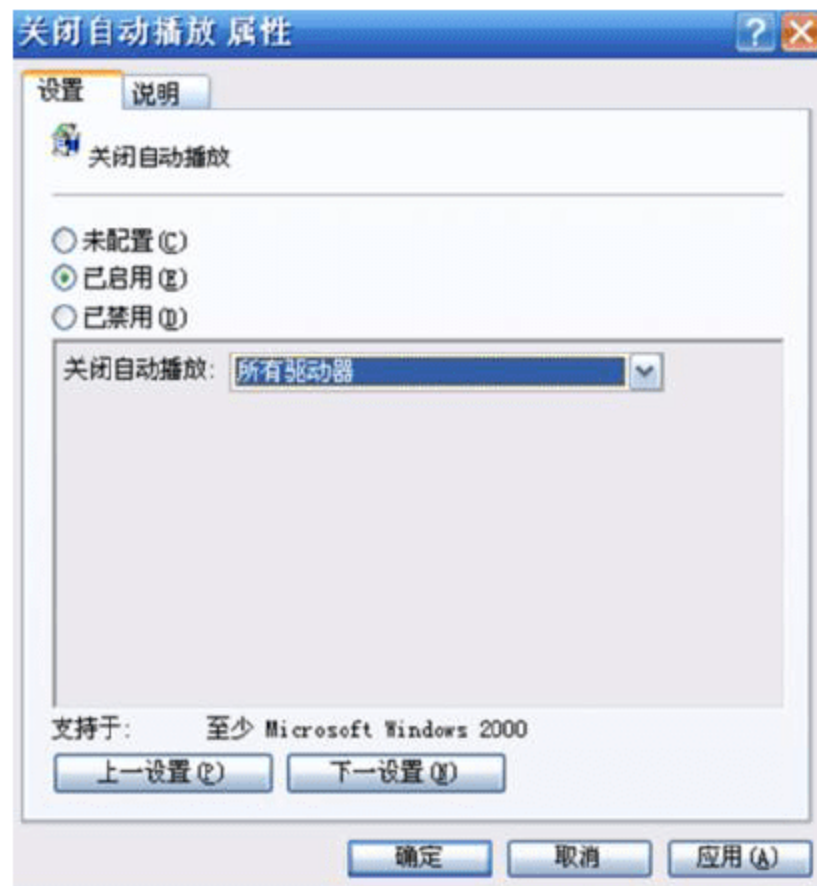 关闭自动播放 属性
设置 说明
关闭自动播放
未配置(C)
已启用(E)
已禁用(D)
关闭自动播放: 所有驱动器
支持于: 至少 Microsoft Windows 2000
上一设置(P) 下一设置(N)
确定 取消 应用(A)